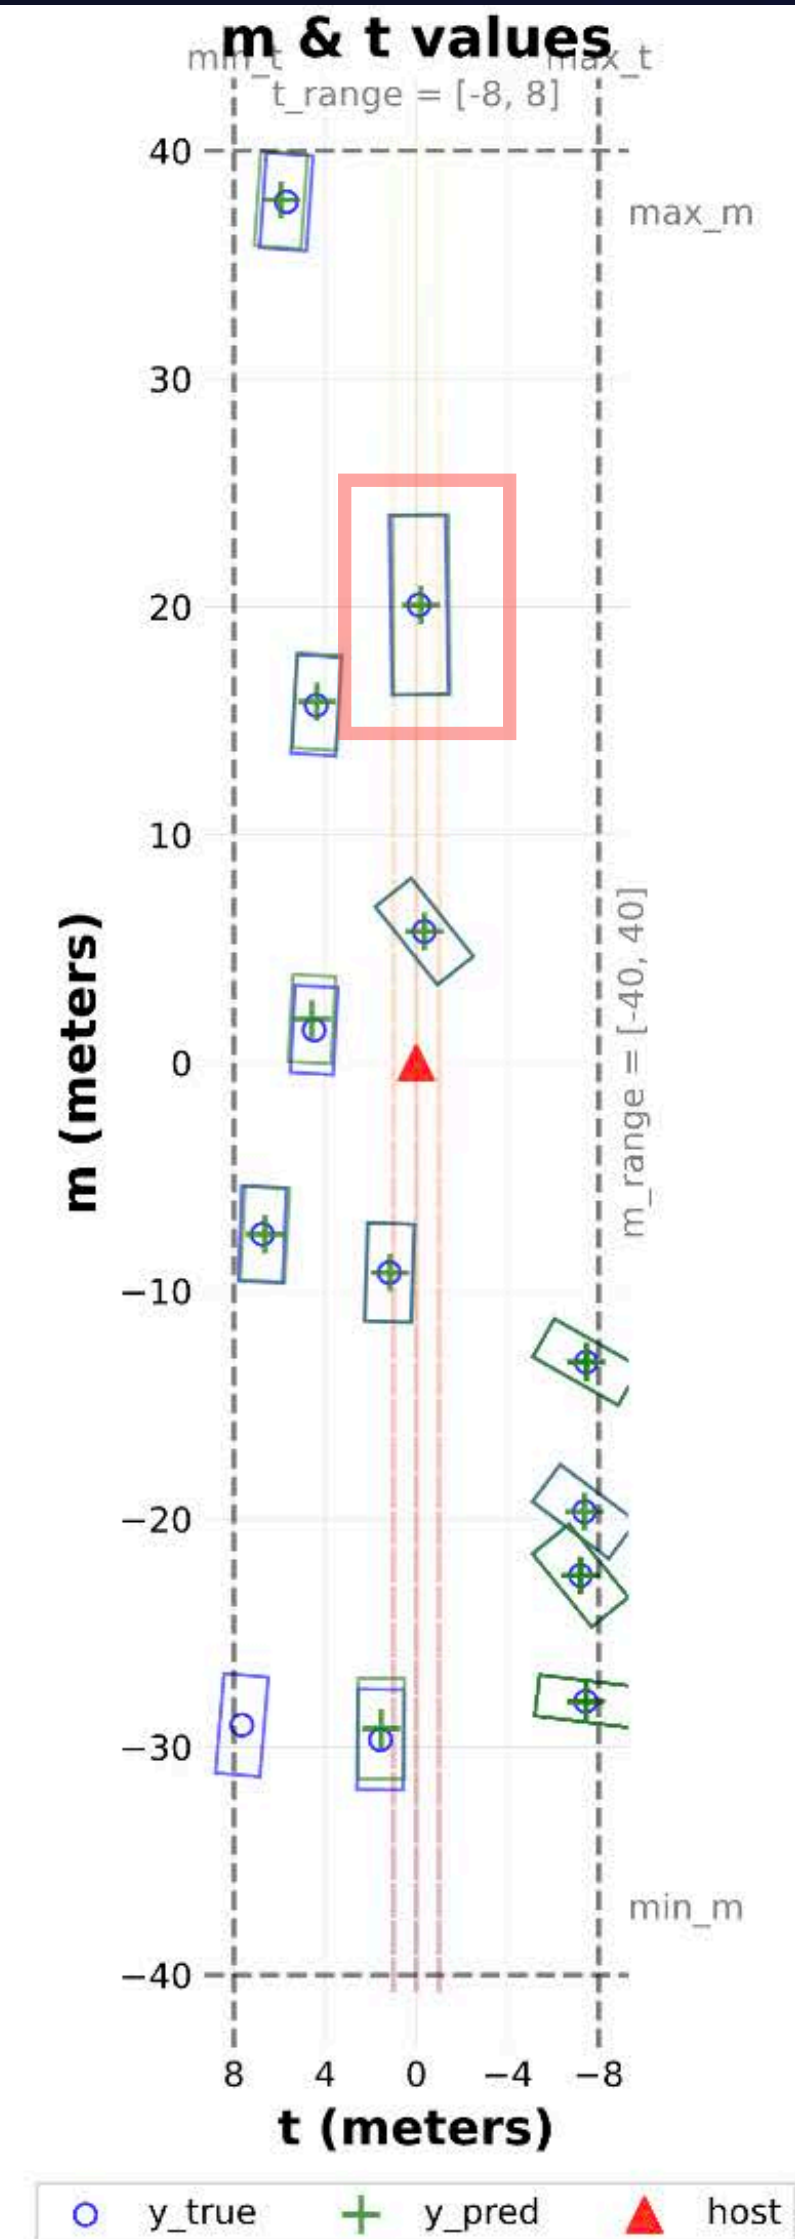 m & t values
min_t
max_t
t_range = [-8, 8]
40
max_m
30
20
10
m_range = [-40, 40]
m (meters)
0
−10
−20
−30
min_m
−40
8 4 0 −4 −8
t (meters)
y_true y_pred host